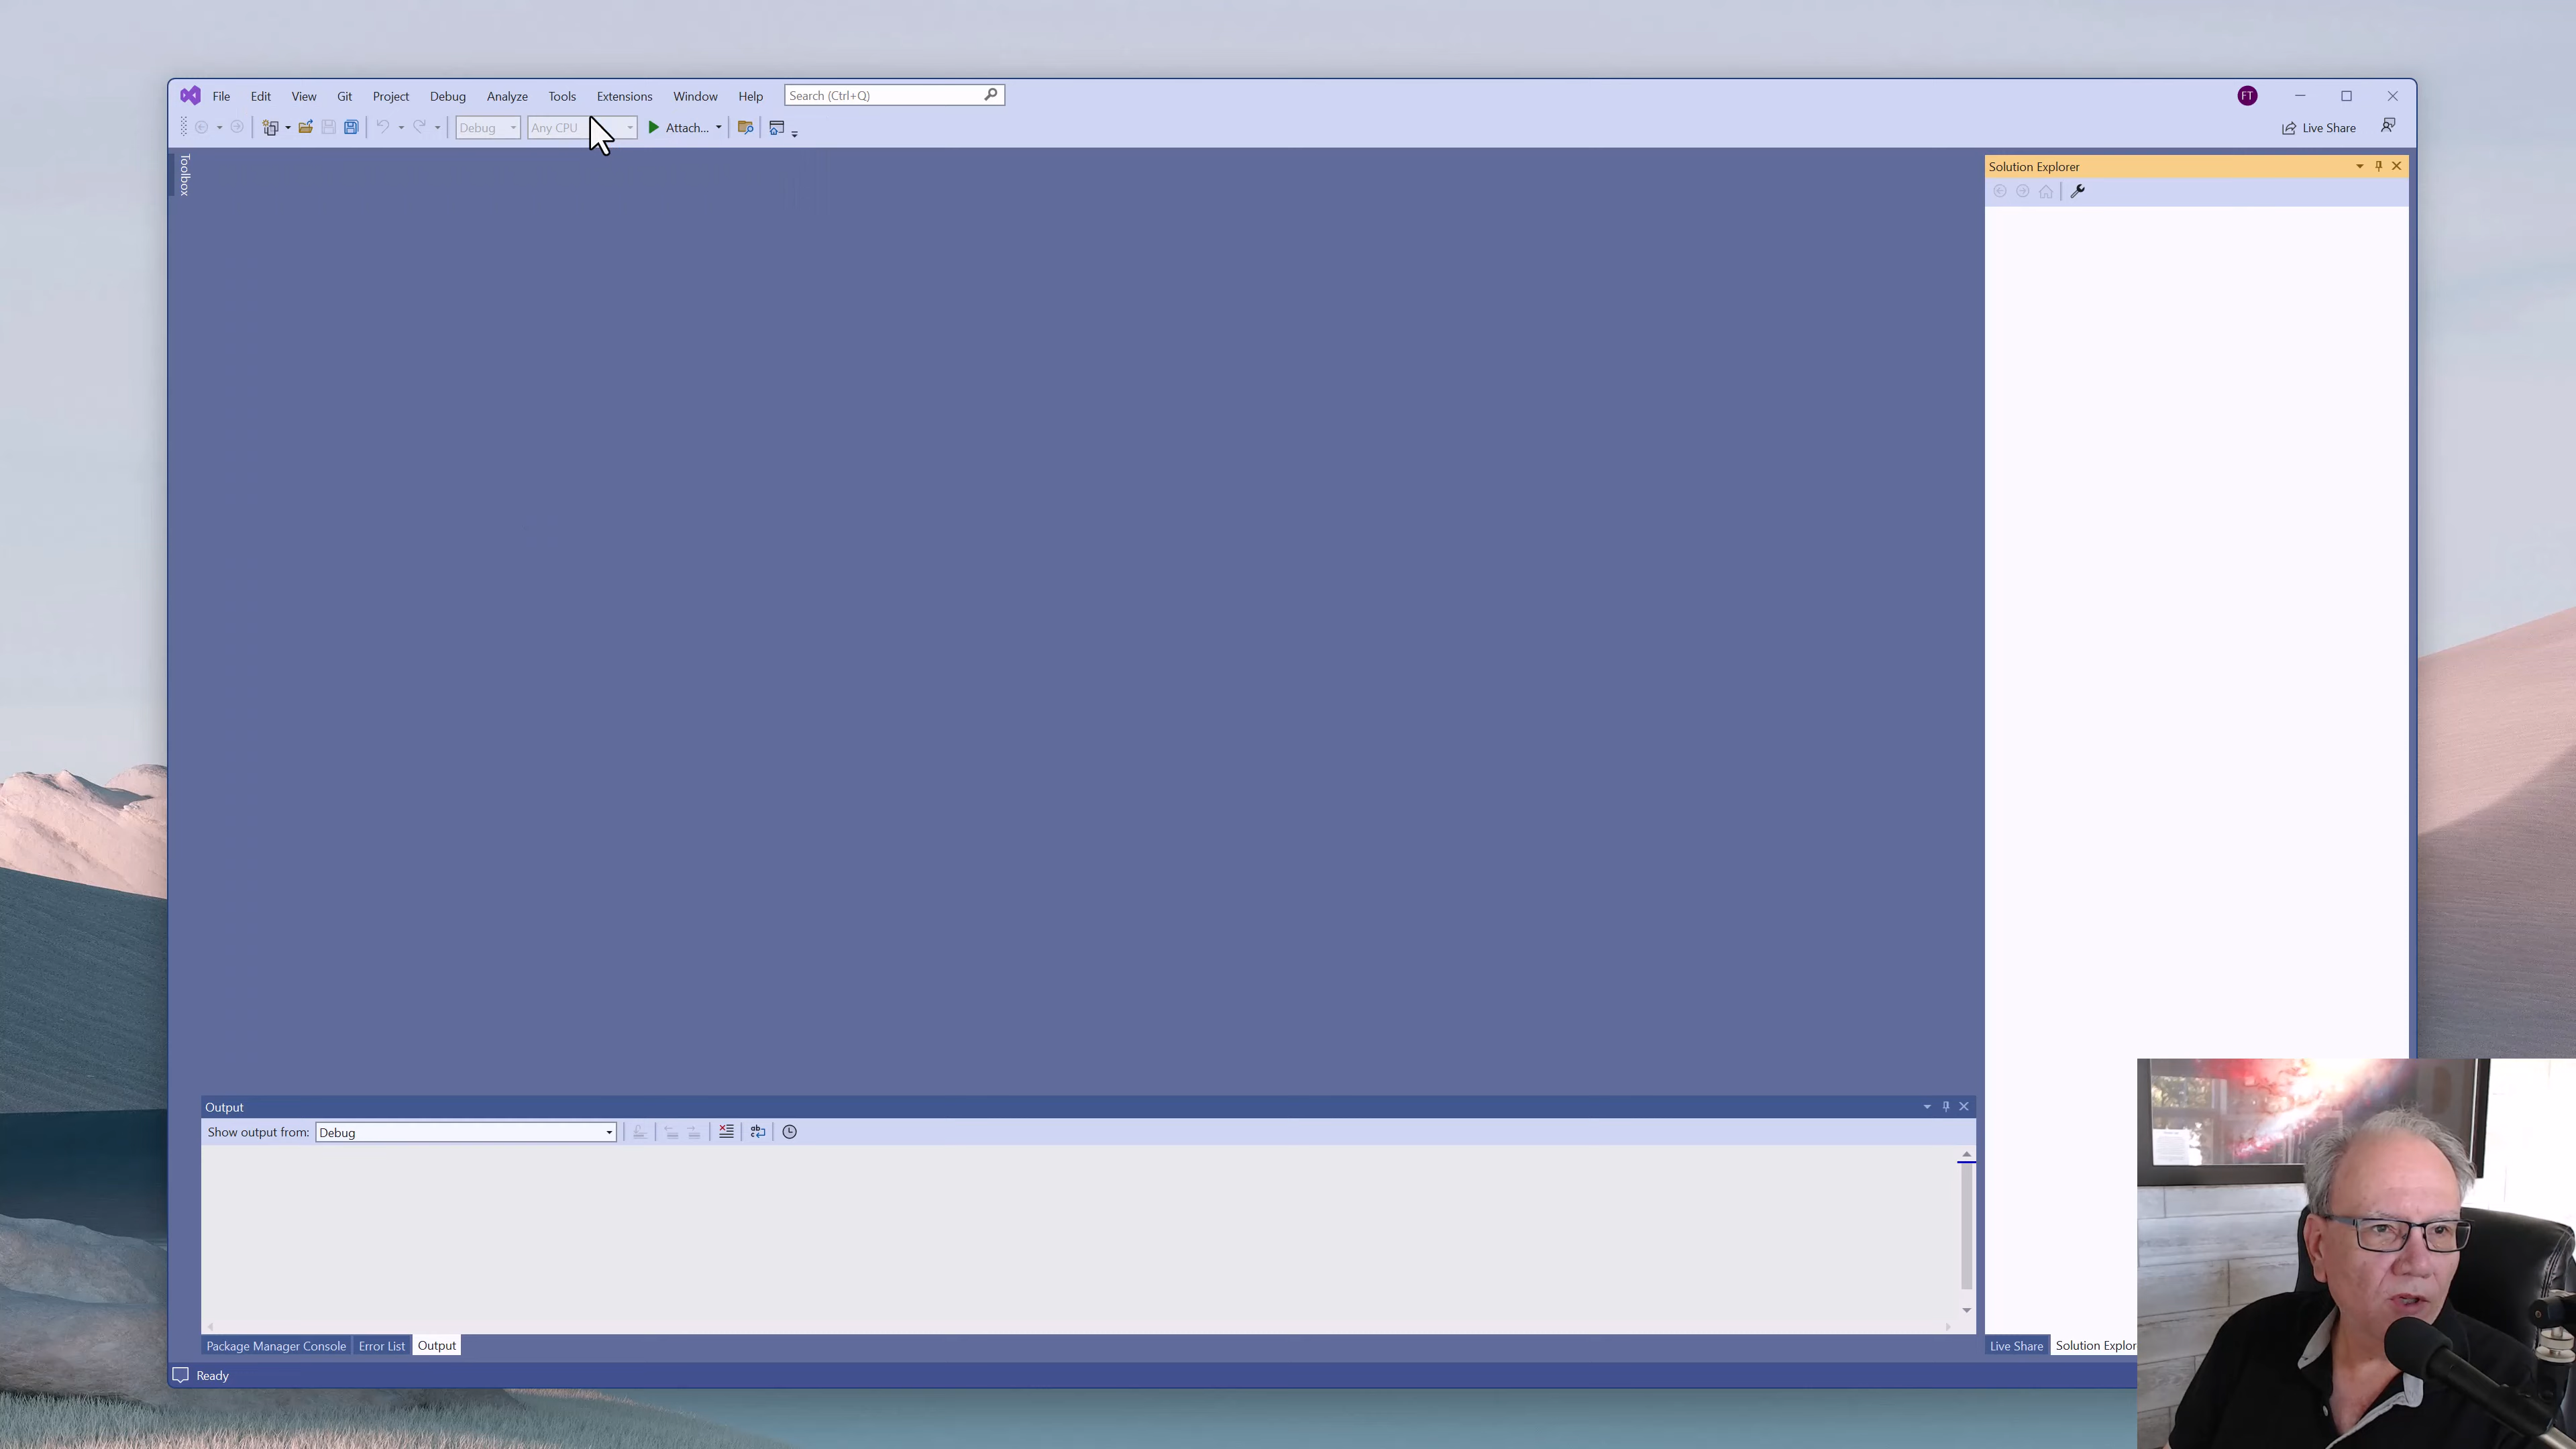 File Edit View Git Project Debug Analyze Tools Extensions Window Help Search (Ctrl+Q) FT
Debug Any CPU Attach... Live Share
Toolbox
Solution Explorer
Output
Show output from: Debug
Package Manager Console Error List Output
Live Share Solution Explor
Ready